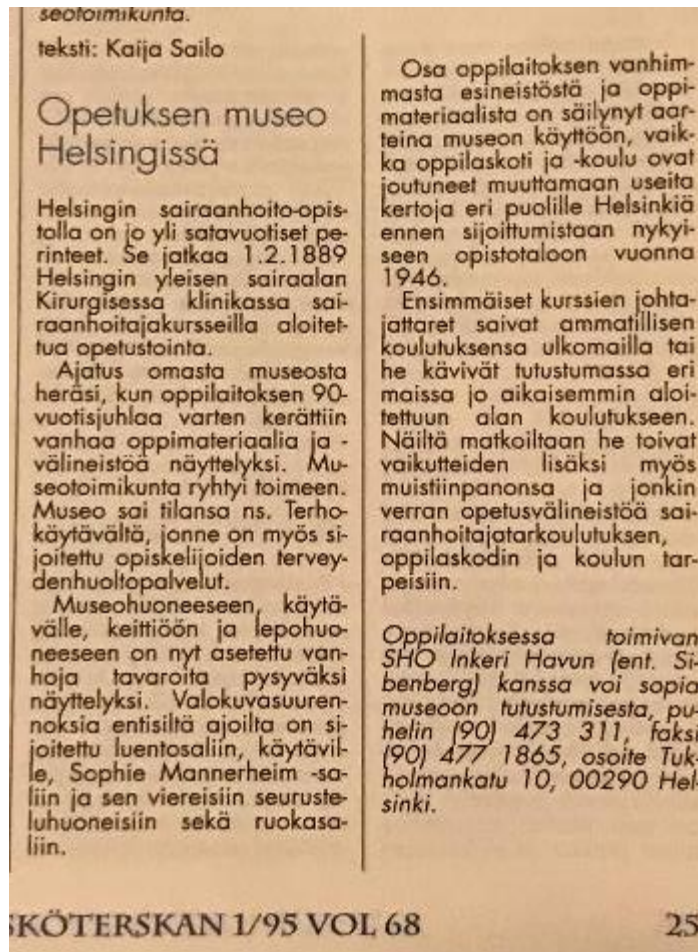 seotoimikunta.
teksti: Kaija Sailo
Opetuksen museo
Helsingissä
Helsingin sairaanhoito-opis-
tolla on jo yli satavuotiset pe-
rinteet. Se jatkaa 1.2.1889
Helsingin yleisen sairaalan
Kirurgisessa klinikassa sai-
raanhoitajakursseilla aloitet-
tua opetustointa.
Ajatus omasta museosta
heräsi, kun oppilaitoksen 90-
vuotisjuhlaa varten kerättiin
vanhaa oppimateriaalia ja -
välineistöä näyttelyksi. Mu-
seotoimikunta ryhtyi toimeen.
Museo sai tilansa ns. Terho-
käytävältä, jonne on myös si-
joitettu opiskelijoiden tervey-
denhuoltopalvelut.
Museohuoneeseen, käytä-
välle, keittiöön ja lepohuo-
neeseen on nyt asetettu van-
hoja tavaroita pysyväksi
näyttelyksi. Valokuvasuuren-
noksia entisiltä ajoilta on si-
joitettu luentosaliin, käytävil-
le, Sophie Mannerheim -sa-
liin ja sen viereisiin seuruste-
luhuoneisiin sekä ruokasa-
liin.
Osa oppilaitoksen vanhim-
masta esineistöstä ja oppi-
materiaalista on säilynyt aar-
teina museon käyttöön, vaik-
ka oppilaskoti ja -koulu ovat
joutuneet muuttamaan useita
kertoja eri puolille Helsinkiä
ennen sijoittumistaan nykyi-
seen opistotaloon vuonna
1946.
Ensimmäiset kurssien johta-
jattaret saivat ammatillisen
koulutuksensa ulkomailla tai
he kävivät tutustumassa eri
maissa jo aikaisemmin aloi-
tettuun alan koulutukseen.
Näiltä matkoiltaan he toivat
vaikutteiden lisäksi myös
muistiinpanonsa ja jonkin
verran opetusvälineistöä sai-
raanhoitajatarkoulutuksen,
oppilaskodin ja koulun tar-
peisiin.
Oppilaitoksessa toimivan
SHO Inkeri Havun (ent. Si-
benberg) kanssa voi sopia
museoon tutustumisesta, pu-
helin (90) 473 311, faksi
(90) 477 1865, osoite Tuk-
holmankatu 10, 00290 Hel-
sinki.
SKÖTERSKAN 1/95 VOL 68 25